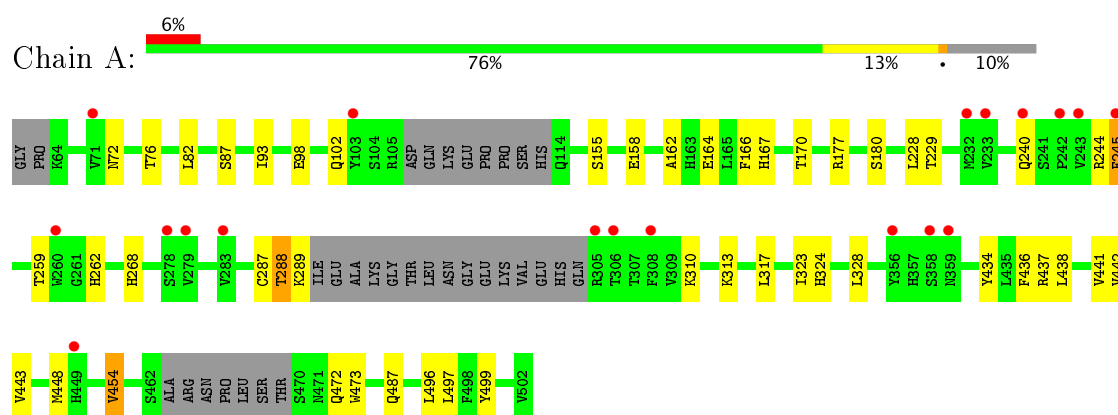 6%
Chain A:
76% 13% • 10%
GLY PRO K64 V71 N72 T76 L82 S87 I93 E98 Q102 Y103 S104 R105 ASP GLN LYS GLU PRO PRO SER HIS Q114 S155 E158 A162 H163 E164 L165 F166 H167 T170 R177 S180 L228 T229 M232 V233 Q240 S241 P242 V243 R244
T259 W260 G261 H262 H268 S278 V279 V283 C287 T288 K289 ILE GLU ALA LYS GLY THR LEU ASN GLY GLU LYS VAL GLU HIS GLN R305 T306 T307 F308 V309 K310 K313 L317 I323 H324 L328 Y356 H357 S358 N359 Y434 L435 F436 R437 L438 V441
V443 M448 H449 V454 S462 ALA ARG ASN PRO LEU SER THR S470 N471 Q472 W473 Q487 L496 L497 F498 Y499 V502